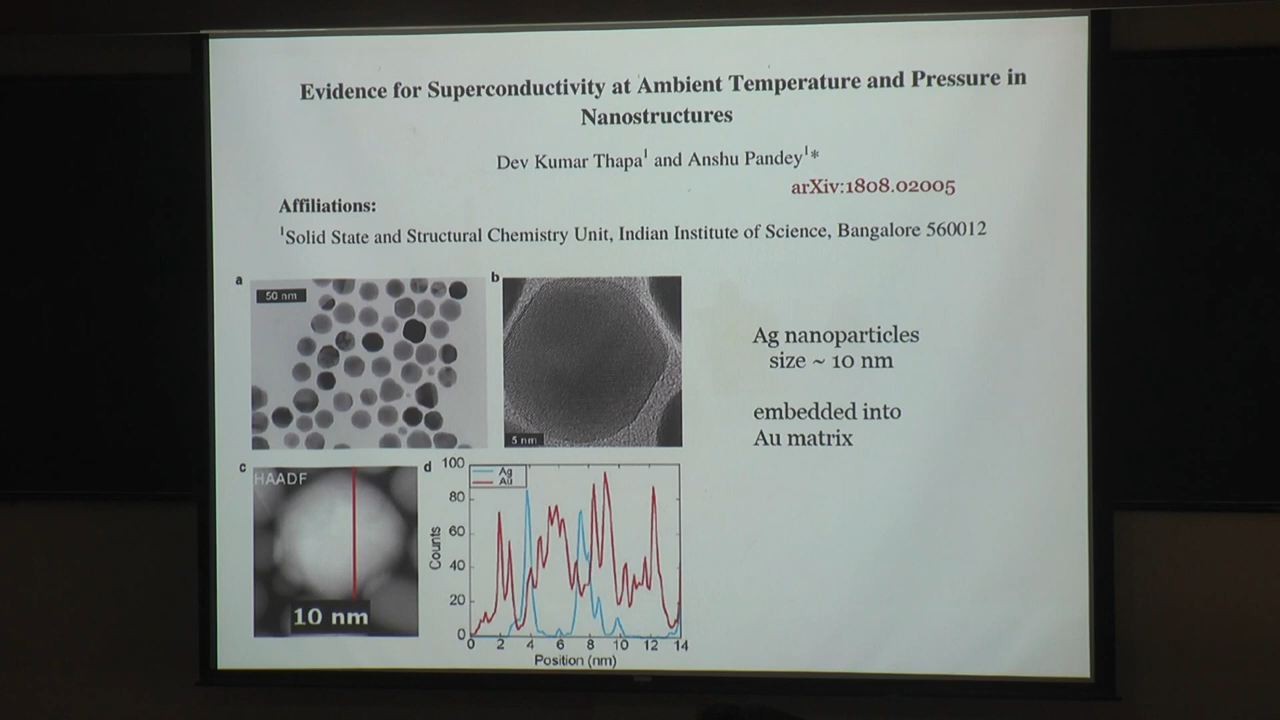 Evidence for Superconductivity at Ambient Temperature and Pressure in
Nanostructures
Dev Kumar Thapa¹ and Anshu Pandey¹*
arXiv:1808.02005
Affiliations:
¹Solid State and Structural Chemistry Unit, Indian Institute of Science, Bangalore 560012
a
50 nm
b
5 nm
Ag nanoparticles
size ~ 10 nm
embedded into
Au matrix
c
HAADF
10 nm
d
Ag
Au
Counts
100
80
60
40
20
0
0 2 4 6 8 10 12 14
Position (nm)